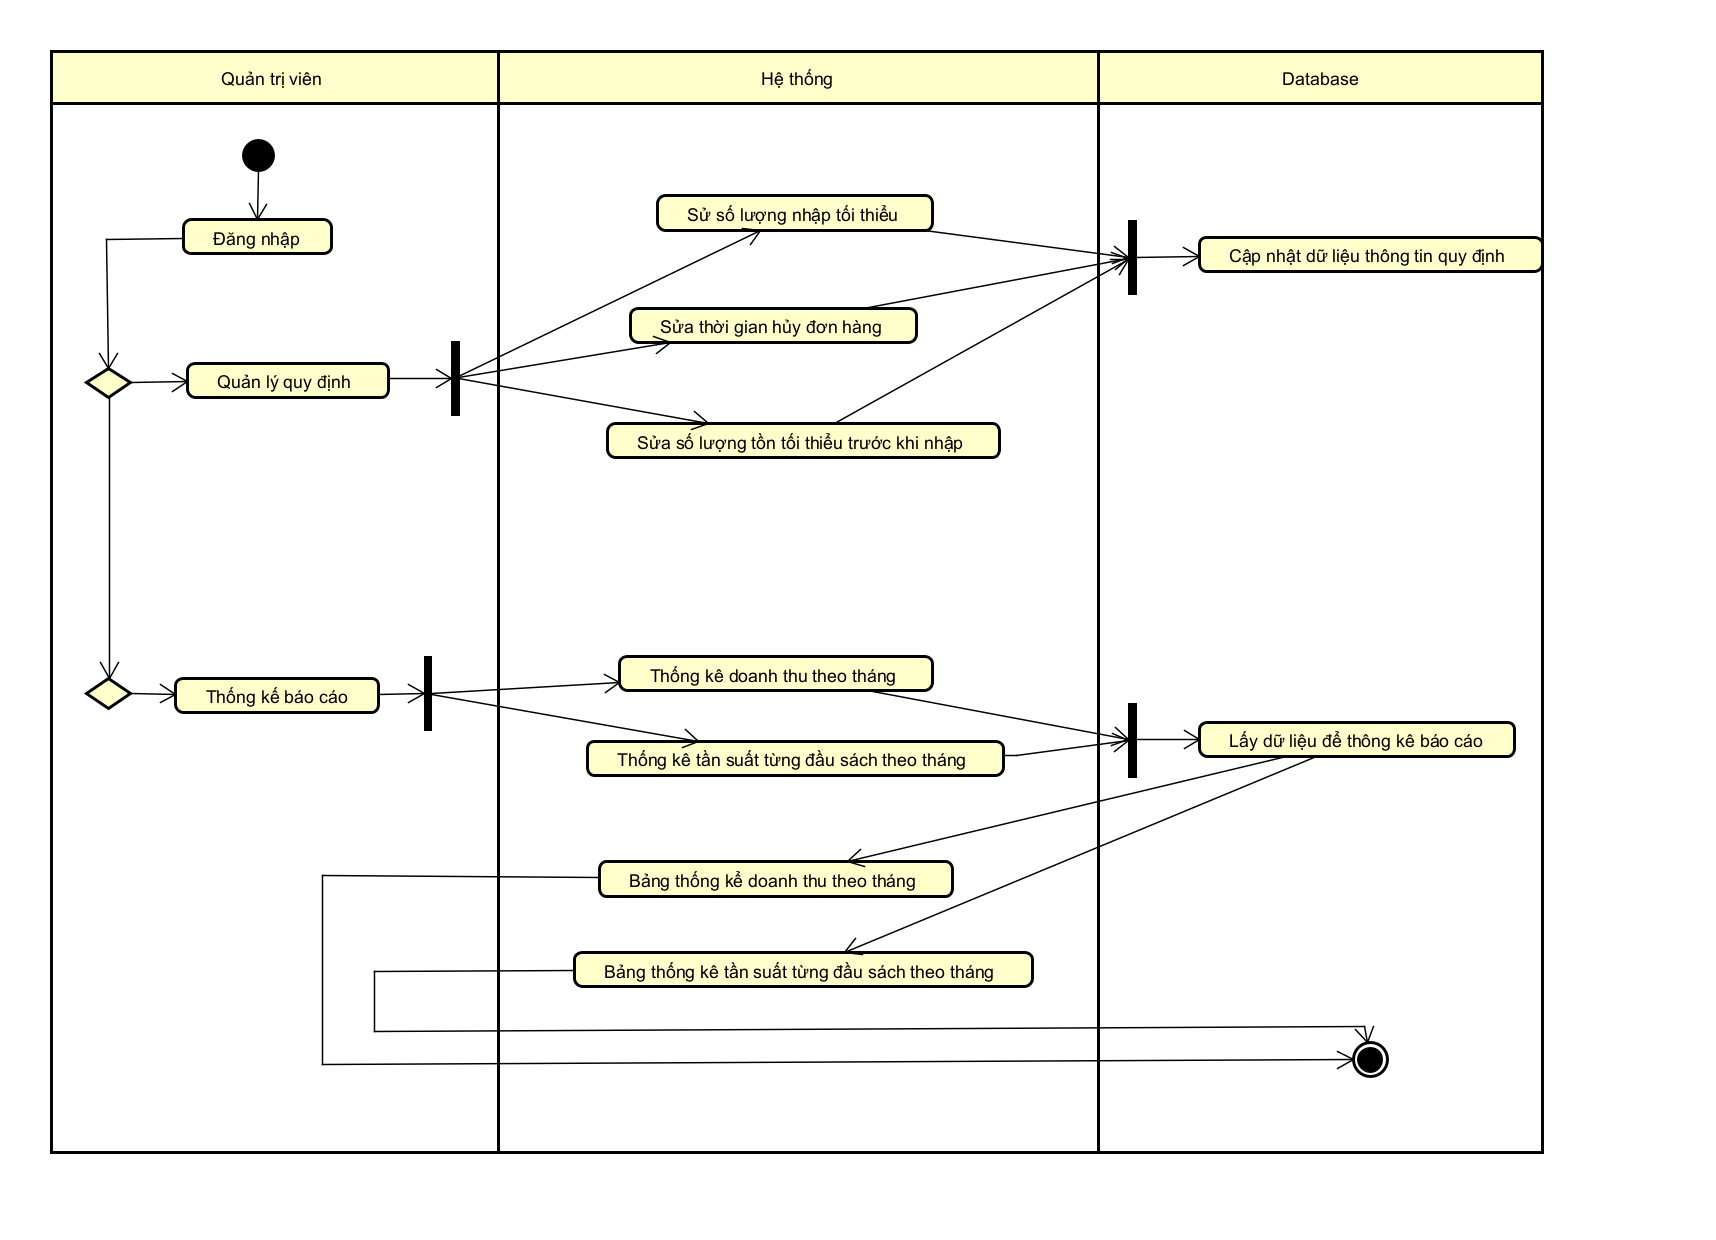 Quản trị viên
Hệ thống
Database
Đăng nhập
Sử số lượng nhập tối thiểu
Cập nhật dữ liệu thông tin quy định
Sửa thời gian hủy đơn hàng
Quản lý quy định
Sửa số lượng tồn tối thiểu trước khi nhập
Thống kê doanh thu theo tháng
Thống kế báo cáo
Lấy dữ liệu để thông kê báo cáo
Thống kê tần suất từng đầu sách theo tháng
Bảng thống kể doanh thu theo tháng
Bảng thống kê tần suất từng đầu sách theo tháng